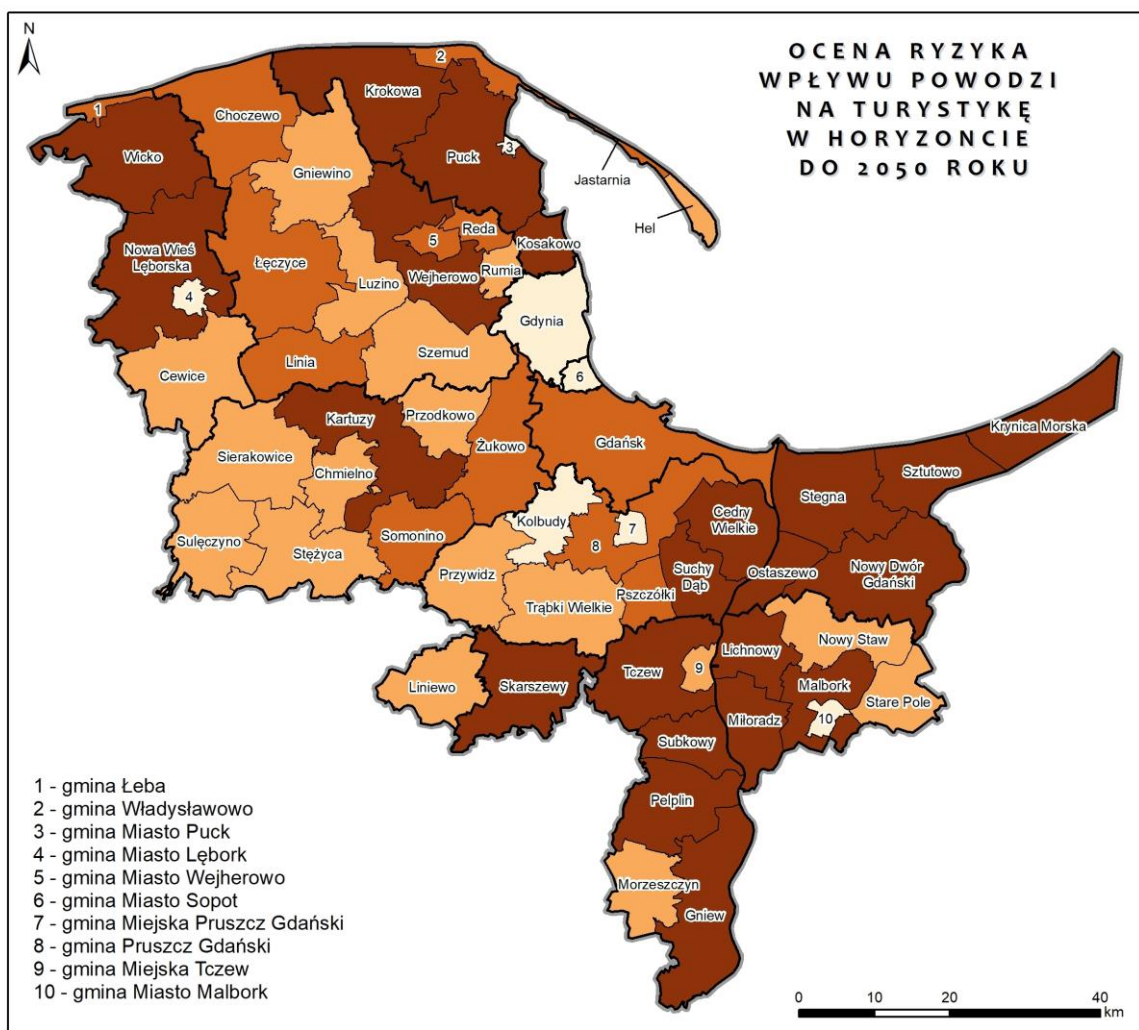 N
OCENA RYZYKA
WPŁYWU POWODZI
NA TURYSTYKĘ
W HORYZONCIE
DO 2050 ROKU
2
Krokowa
1
Choczewo
Wicko
Puck
3
Gniewino
Jastarnia
Hel
Reda
5
Kosakowo
Nowa Wieś
Lęborska
Łęczyce
Wejherowo
Rumia
Luzino
4
Gdynia
Szemud
Linia
Cewice
6
Kartuzy
Przodkowo
Krynica Morska
Żukowo
Gdańsk
Sierakowice
Chmielno
Sztutowo
Stegna
Kolbudy
Cedry
Wielkie
7
Somonino
8
Sulęczyno
Stężyca
Przywidz
Suchy
Dąb
Ostaszewo
Nowy Dwór
Gdański
Pszczółki
Trąbki Wielkie
Nowy Staw
Lichnowy
Tczew
9
Liniewo
Skarszewy
Malbork
Stare Pole
Miłoradz
10
Subkowy
Pelplin
Morzeszczyn
Gniew
1 - gmina Łeba
2 - gmina Władysławowo
3 - gmina Miasto Puck
4 - gmina Miasto Lębork
5 - gmina Miasto Wejherowo
6 - gmina Miasto Sopot
7 - gmina Miejska Pruszcz Gdański
8 - gmina Pruszcz Gdański
9 - gmina Miejska Tczew
10 - gmina Miasto Malbork
0 10 20 40
km